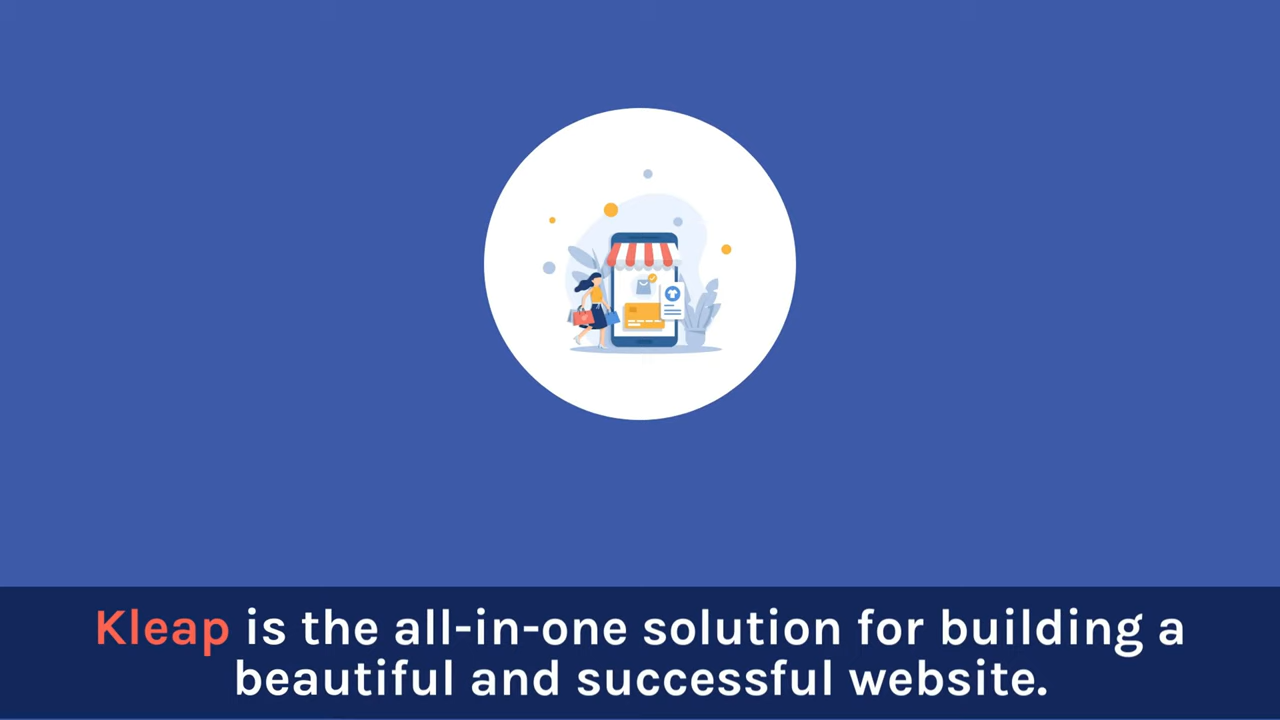 Kleap is the all-in-one solution for building a
beautiful and successful website.